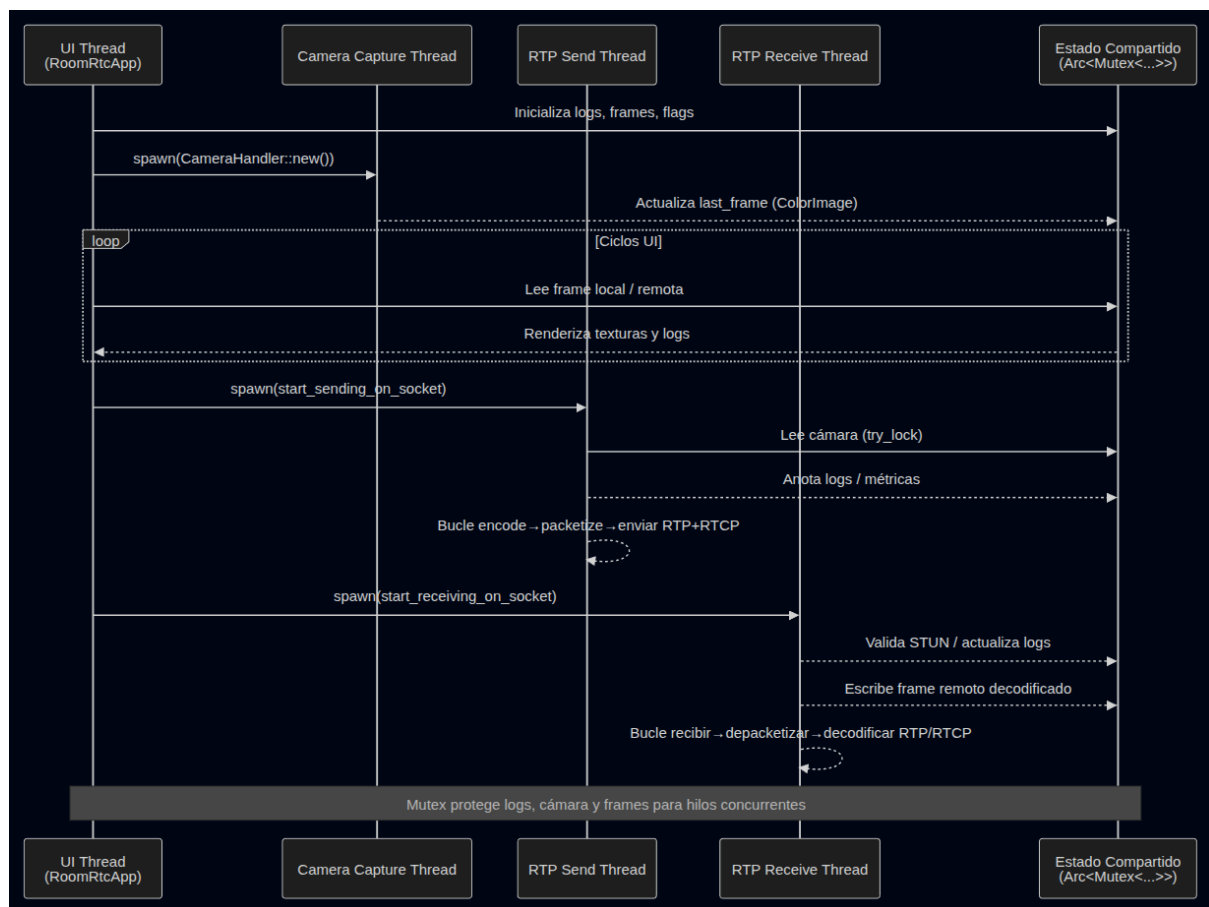 UI Thread
(RoomRtcApp)
Camera Capture Thread
RTP Send Thread
RTP Receive Thread
Estado Compartido
(Arc<Mutex<...>>)
Inicializa logs, frames, flags
spawn(CameraHandler::new())
Actualiza last_frame (ColorImage)
loop
[Ciclos UI]
Lee frame local / remota
Renderiza texturas y logs
spawn(start_sending_on_socket)
Lee cámara (try_lock)
Anota logs / métricas
Bucle encode→packetize→enviar RTP+RTCP
spawn(start_receiving_on_socket)
Valida STUN / actualiza logs
Escribe frame remoto decodificado
Bucle recibir→depacketizar→decodificar RTP/RTCP
Mutex protege logs, cámara y frames para hilos concurrentes
UI Thread
(RoomRtcApp)
Camera Capture Thread
RTP Send Thread
RTP Receive Thread
Estado Compartido
(Arc<Mutex<...>>)